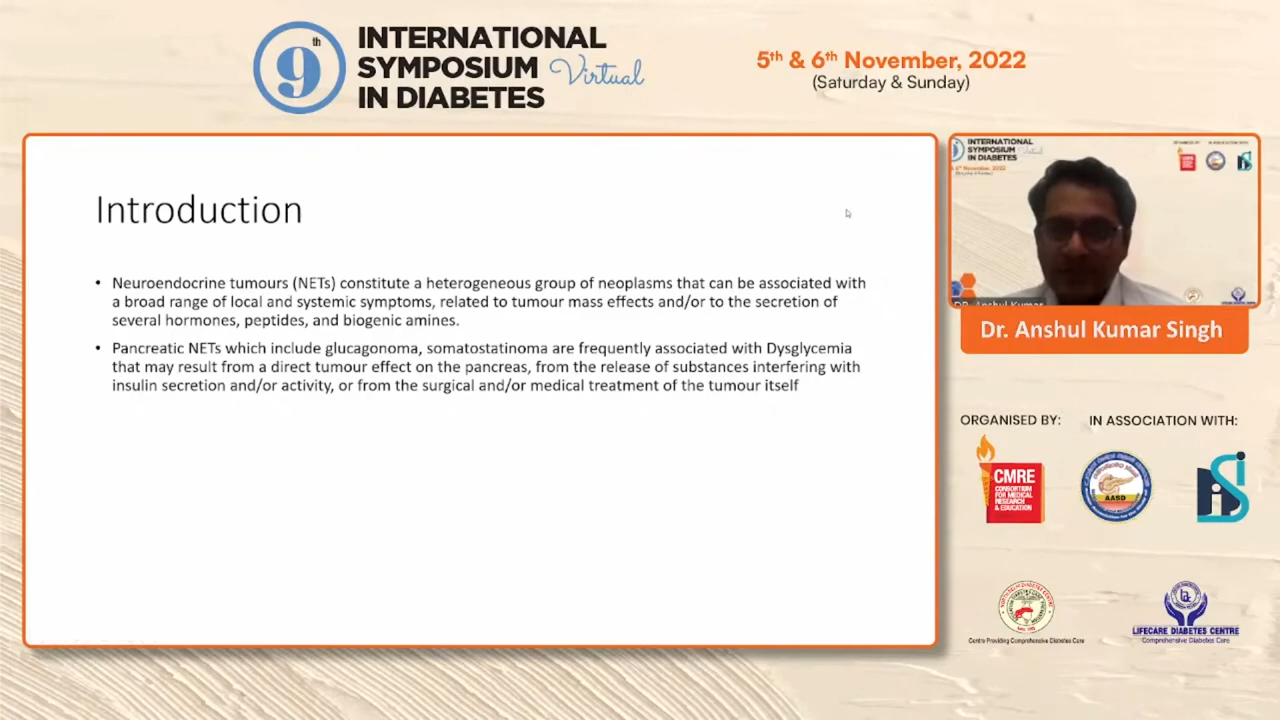 9th
INTERNATIONAL
SYMPOSIUM Virtual
IN DIABETES
5th & 6th November, 2022
(Saturday & Sunday)
Introduction
• Neuroendocrine tumours (NETs) constitute a heterogeneous group of neoplasms that can be associated with
a broad range of local and systemic symptoms, related to tumour mass effects and/or to the secretion of
several hormones, peptides, and biogenic amines.
• Pancreatic NETs which include glucagonoma, somatostatinoma are frequently associated with Dysglycemia
that may result from a direct tumour effect on the pancreas, from the release of substances interfering with
insulin secretion and/or activity, or from the surgical and/or medical treatment of the tumour itself
INTERNATIONAL
SYMPOSIUM
IN DIABETES
DR. Anshul Kumar
Dr. Anshul Kumar Singh
ORGANISED BY:
IN ASSOCIATION WITH:
CMRE
CONSORTIUM
FOR MEDICAL
RESEARCH
& EDUCATION
AASD
Centre Providing Comprehensive Diabetes Care
LIFECARE DIABETES CENTRE
Comprehensive Diabetes Care